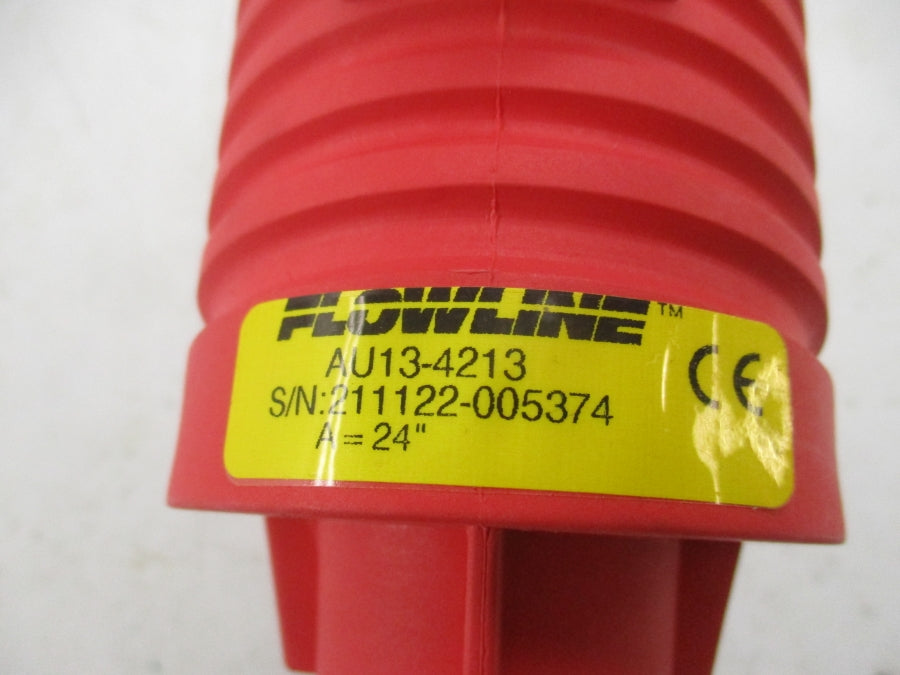 FLOWLINE™
AU13-4213
S/N:211122-005374
A = 24"
CE